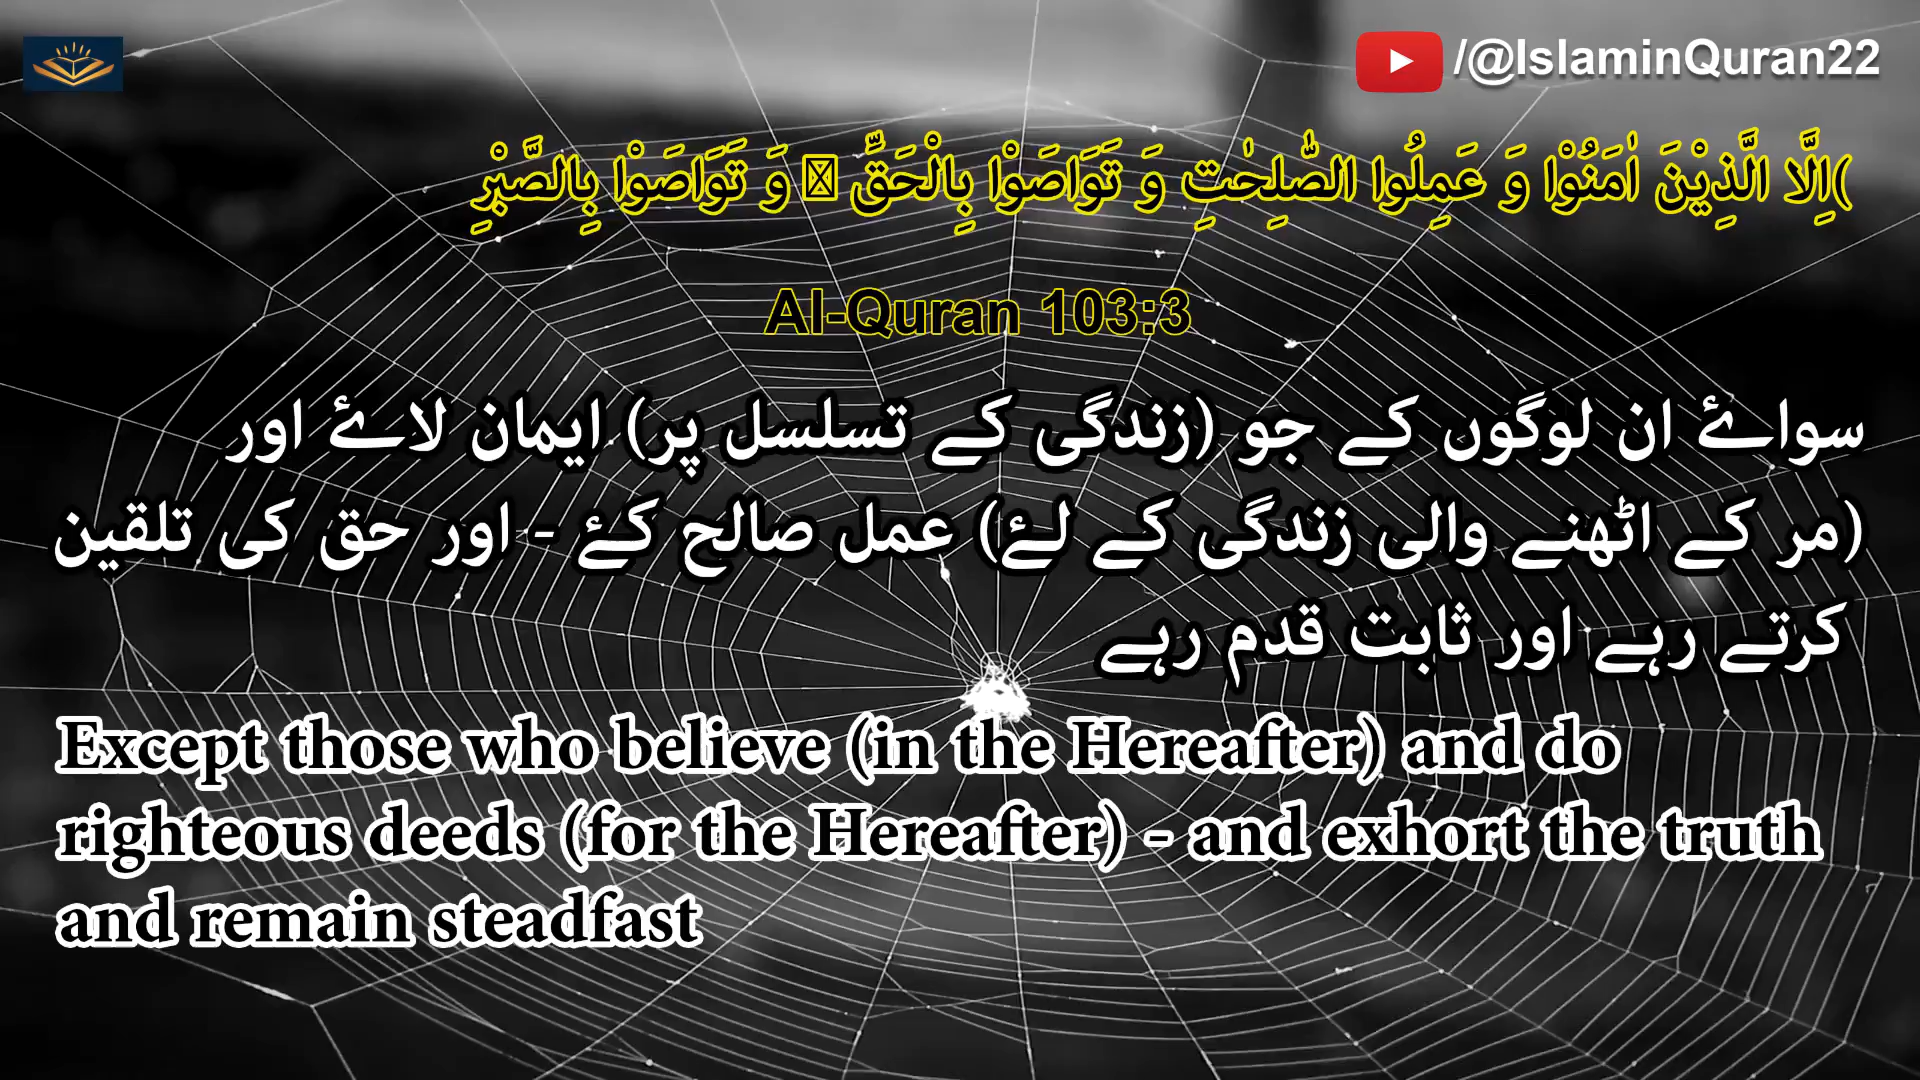 /@IslaminQuran22
(اِلَّا الَّذِیْنَ اٰمَنُوْا وَ عَمِلُوا الصّٰلِحٰتِ وَ تَوَاصَوْا بِالْحَقِّ وَ تَوَاصَوْا بِالصَّبْرِ
Al-Quran 103:3
سوائے ان لوگوں کے جو (زندگی کے تسلسل پر) ایمان لائے اور
(مر کے اٹھنے والی زندگی کے لئے) عمل صالح کئے - اور حق کی تلقین
کرتے رہے اور ثابت قدم رہے
Except those who believe (in the Hereafter) and do
righteous deeds (for the Hereafter) - and exhort the truth
and remain steadfast